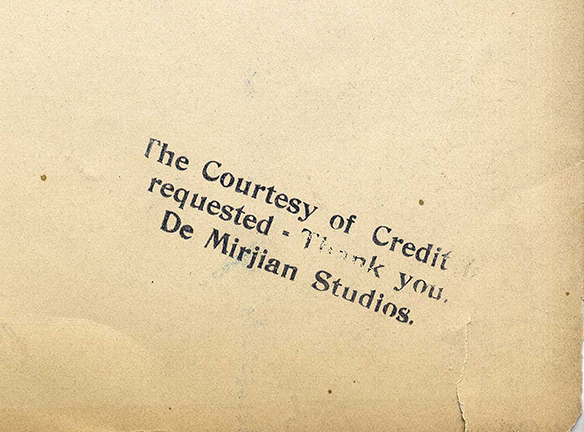 The Courtesy of Credit
requested - Thank you.
De Mirjian Studios.